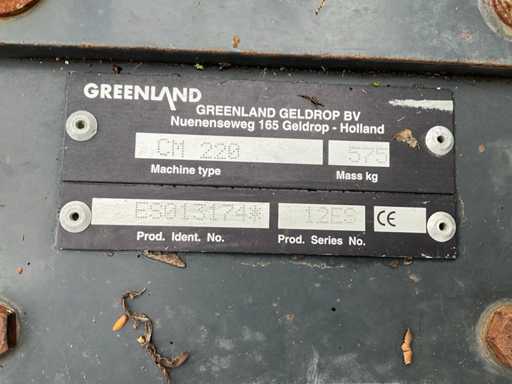 GREENLAND
GREENLAND GELDROP BV
Nuenenseweg 165 Geldrop - Holland
CM 220 575
Machine type Mass kg
ES013174* 12ES CE
Prod. Ident. No. Prod. Series No.